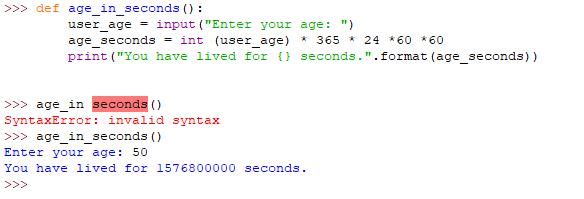 >>> def age_in_seconds():
        user_age = input("Enter your age: ")
        age_seconds = int (user_age) * 365 * 24 *60 *60
        print("You have lived for {} seconds.".format(age_seconds))
>>> age_in seconds()
SyntaxError: invalid syntax
>>> age_in_seconds()
Enter your age: 50
You have lived for 1576800000 seconds.
>>>